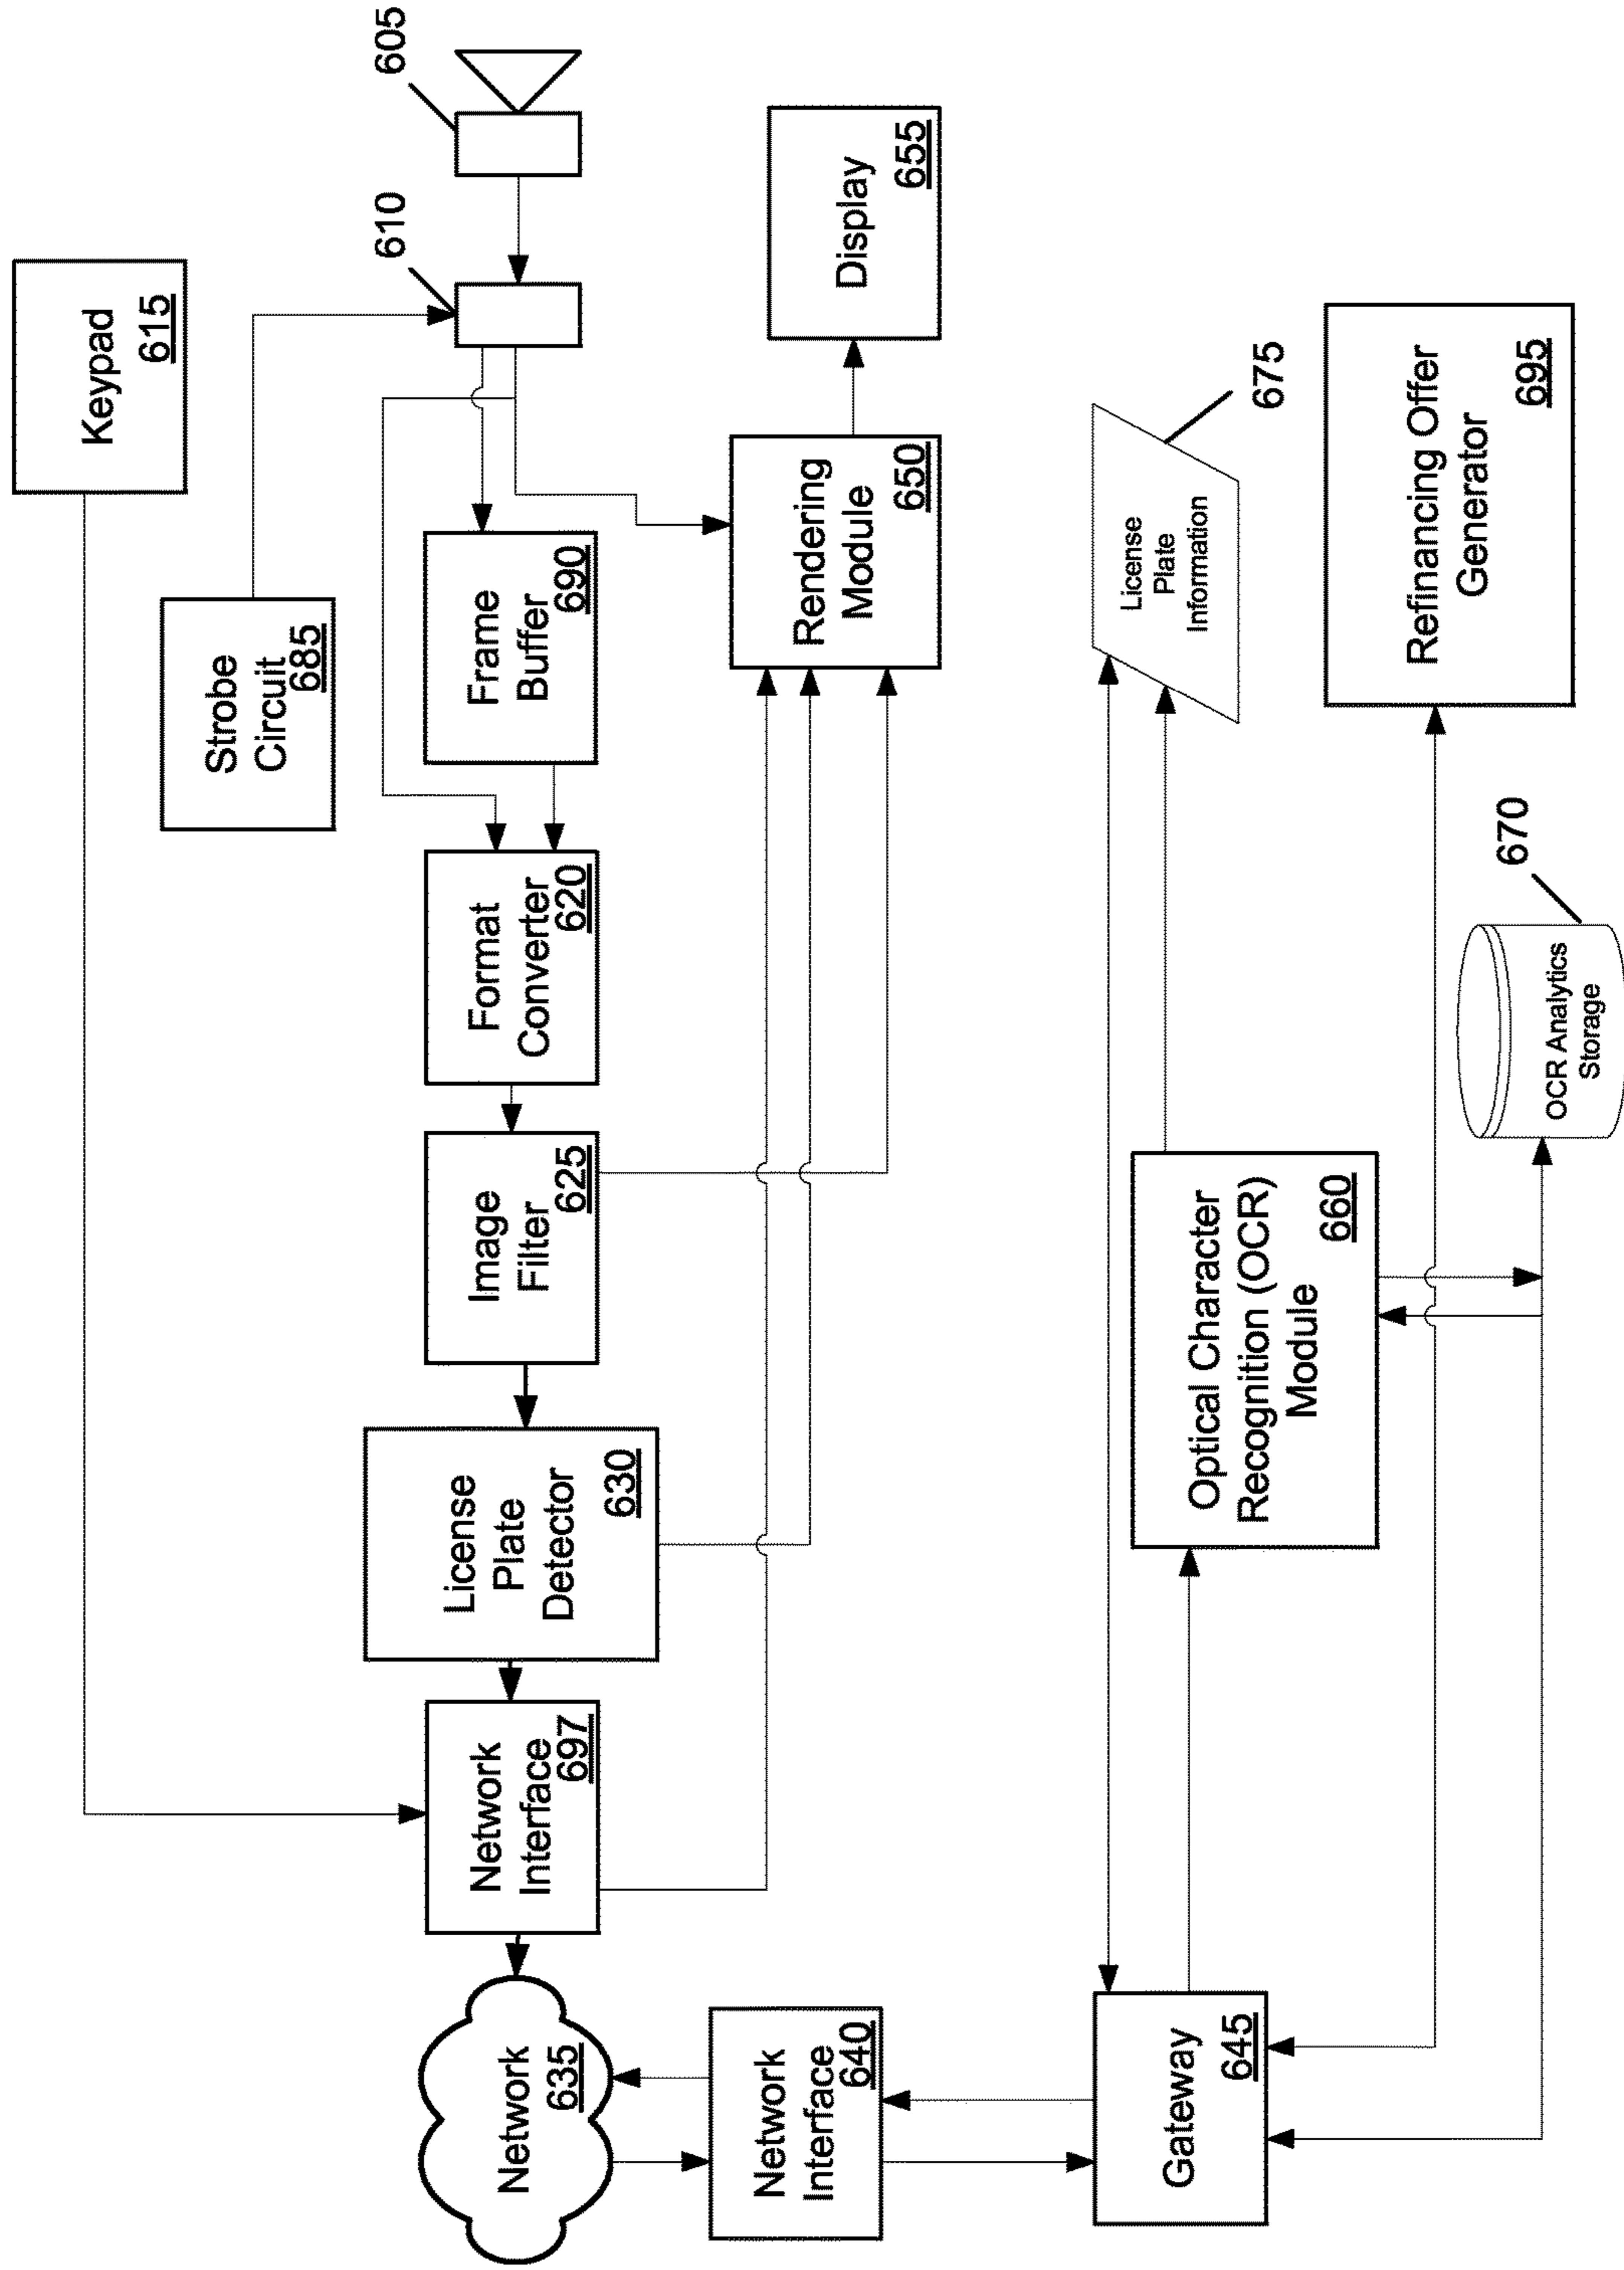 Keypad
615
Strobe
Circuit
685
605
610
Network
635
Network
Interface
697
License
Plate
Detector
630
Image
Filter
625
Format
Converter
620
Frame
Buffer
690
Network
Interface
640
Rendering
Module
650
Display
655
Gateway
645
Optical Character
Recognition (OCR)
Module
660
License
Plate
Information
675
Refinancing Offer
Generator
695
OCR Analytics
Storage
670